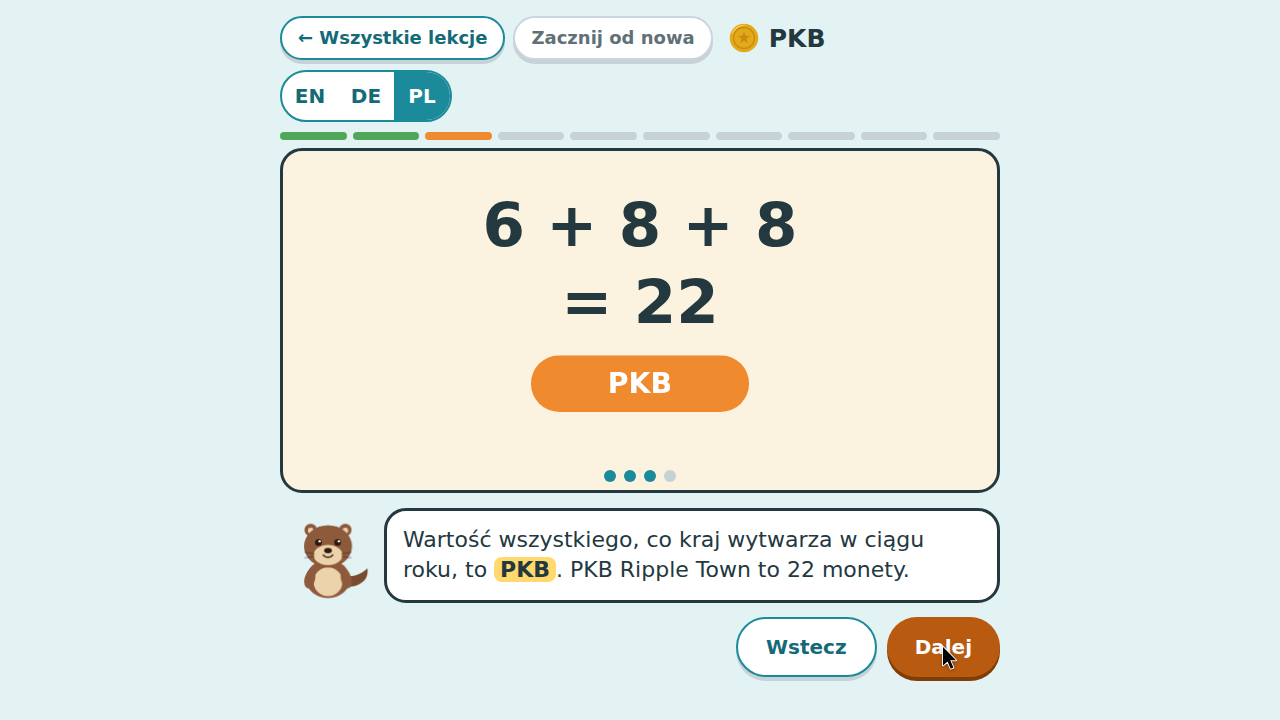 ← Wszystkie lekcje
Zacznij od nowa
PKB
EN DE PL
6 + 8 + 8
= 22
PKB
Wartość wszystkiego, co kraj wytwarza w ciągu
roku, to PKB. PKB Ripple Town to 22 monety.
Wstecz
Dalej